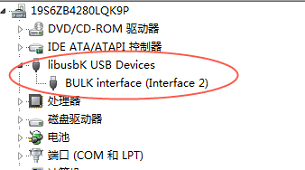 19S6ZB4280LQK9P
DVD/CD-ROM 驱动器
IDE ATA/ATAPI 控制器
libusbK USB Devices
BULK interface (Interface 2)
处理器
磁盘驱动器
电池
端口 (COM 和 LPT)